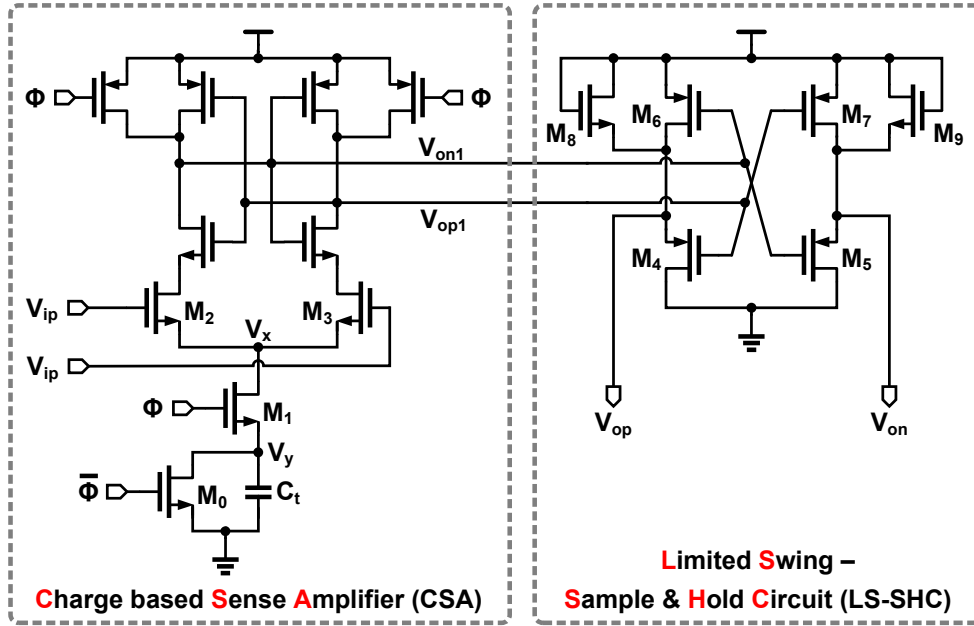 Φ
Φ
V_on1
V_op1
V_ip
M_2
M_3
V_x
V_ip
Φ
M_1
V_y
Φ̅
M_0
C_t
Charge based Sense Amplifier (CSA)
M_8
M_6
M_7
M_9
M_4
M_5
V_op
V_on
Limited Swing –
Sample & Hold Circuit (LS-SHC)